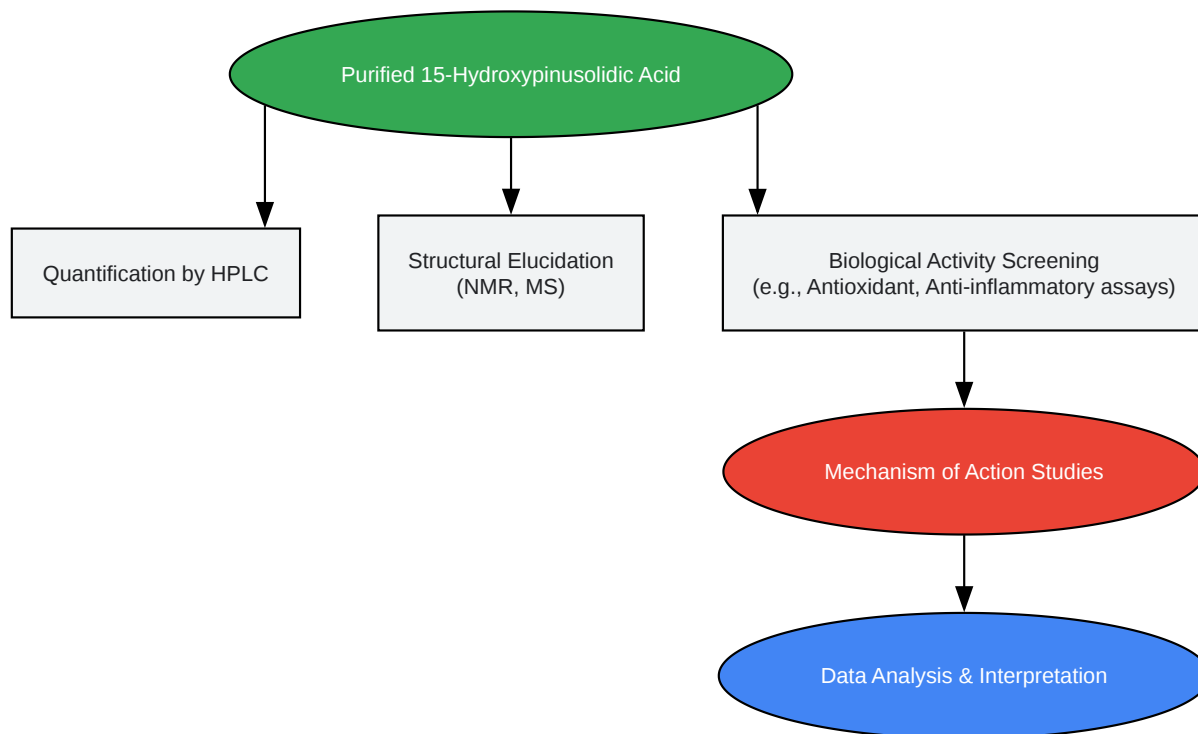 Purified 15-Hydroxypinusolidic Acid
Quantification by HPLC
Structural Elucidation
(NMR, MS)
Biological Activity Screening
(e.g., Antioxidant, Anti-inflammatory assays)
Mechanism of Action Studies
Data Analysis & Interpretation